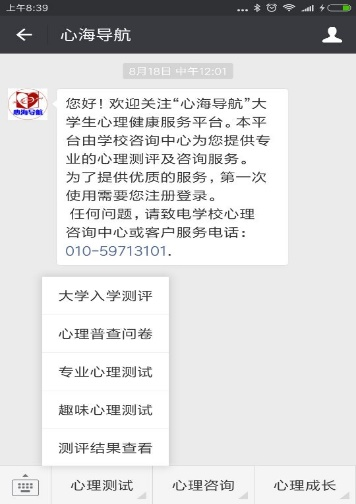 上午8:39
心海导航
8月18日 中午12:01
您好！欢迎关注“心海导航”大
学生心理健康服务平台。本平
台由学校咨询中心为您提供专
业的心理测评及咨询服务。
为了提供优质的服务，第一次
使用需要您注册登录。
任何问题，请致电学校心理
咨询中心或客户服务电话：
010-59713101.
大学入学测评
心理普查问卷
专业心理测试
趣味心理测试
测评结果查看
心理测试
心理咨询
心理成长